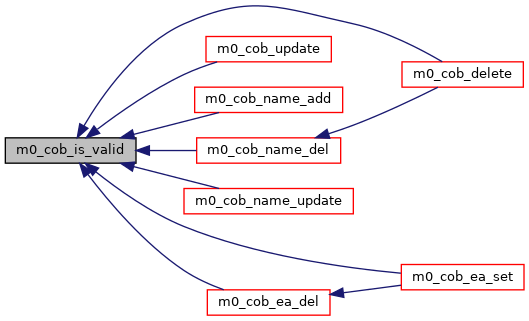 m0_cob_update
m0_cob_delete
m0_cob_name_add
m0_cob_is_valid
m0_cob_name_del
m0_cob_name_update
m0_cob_ea_set
m0_cob_ea_del